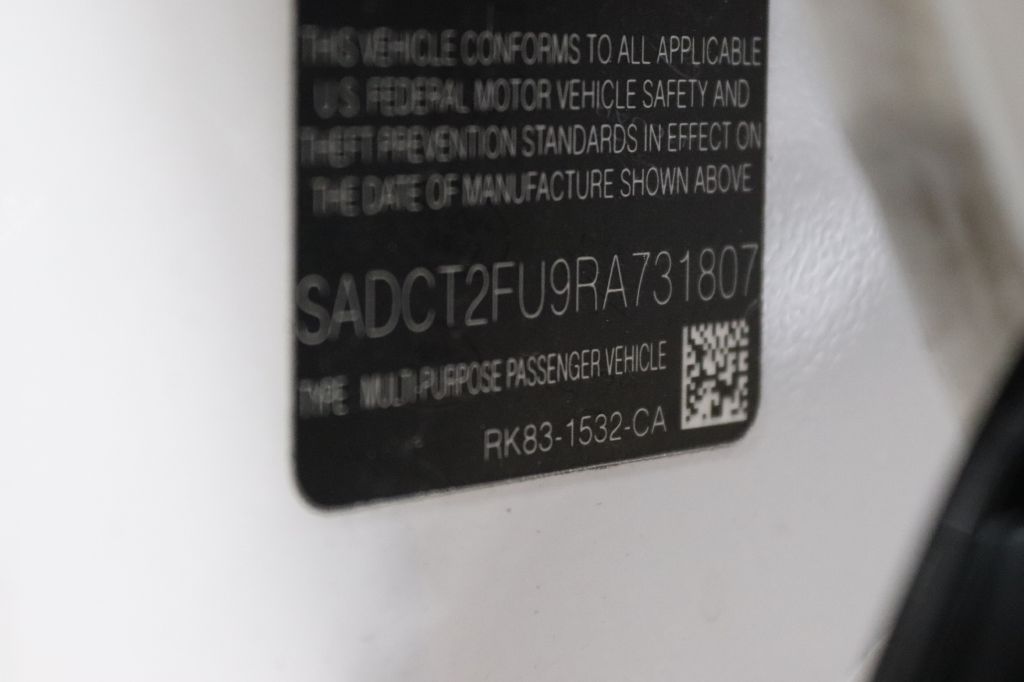 THIS VEHICLE CONFORMS TO ALL APPLICABLE
U.S. FEDERAL MOTOR VEHICLE SAFETY AND
THEFT PREVENTION STANDARDS IN EFFECT ON
THE DATE OF MANUFACTURE SHOWN ABOVE
SADCT2FU9RA731807
TYPE MULTI-PURPOSE PASSENGER VEHICLE
RK83-1532-CA